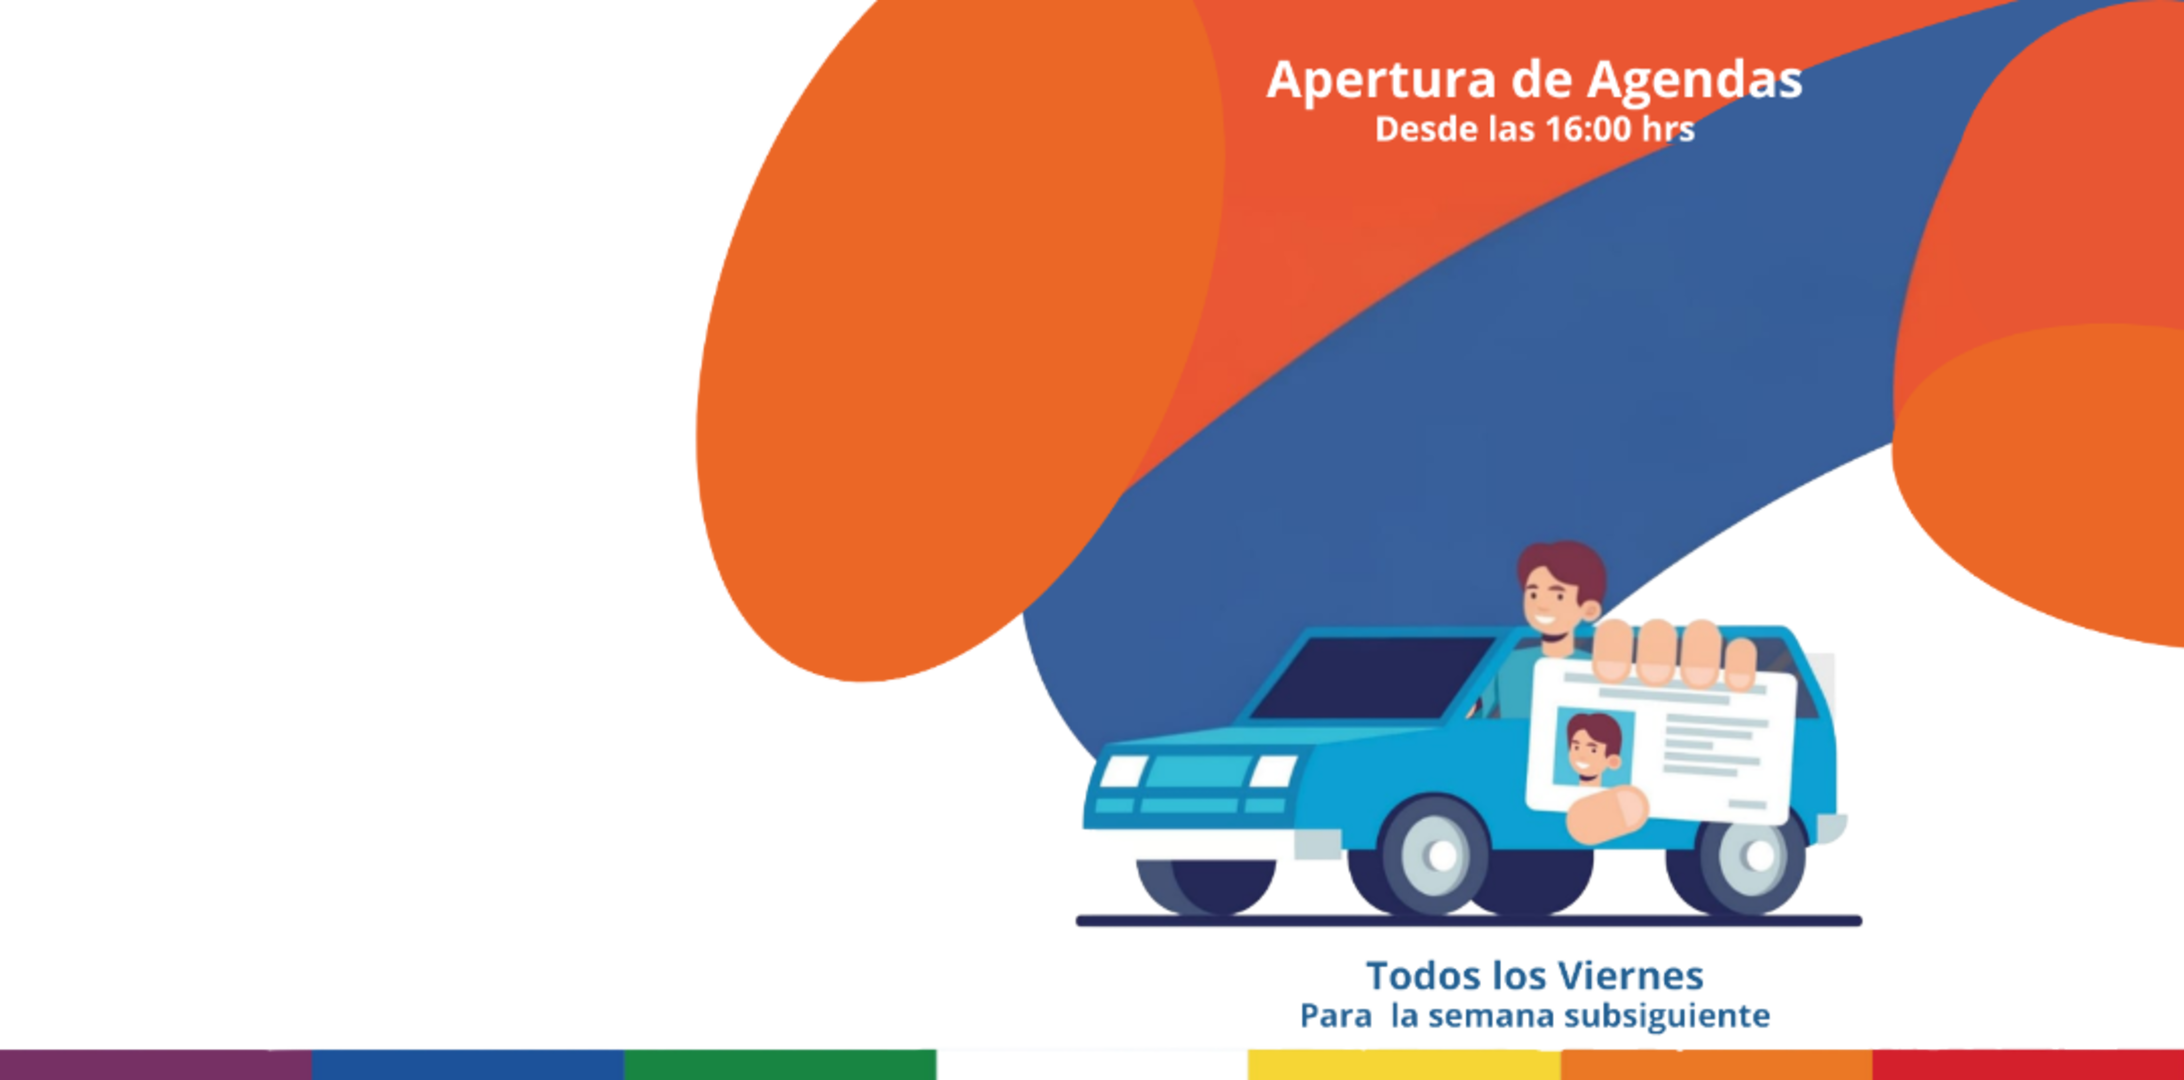 Apertura de Agendas
Desde las 16:00 hrs
Todos los Viernes
Para  la semana subsiguiente